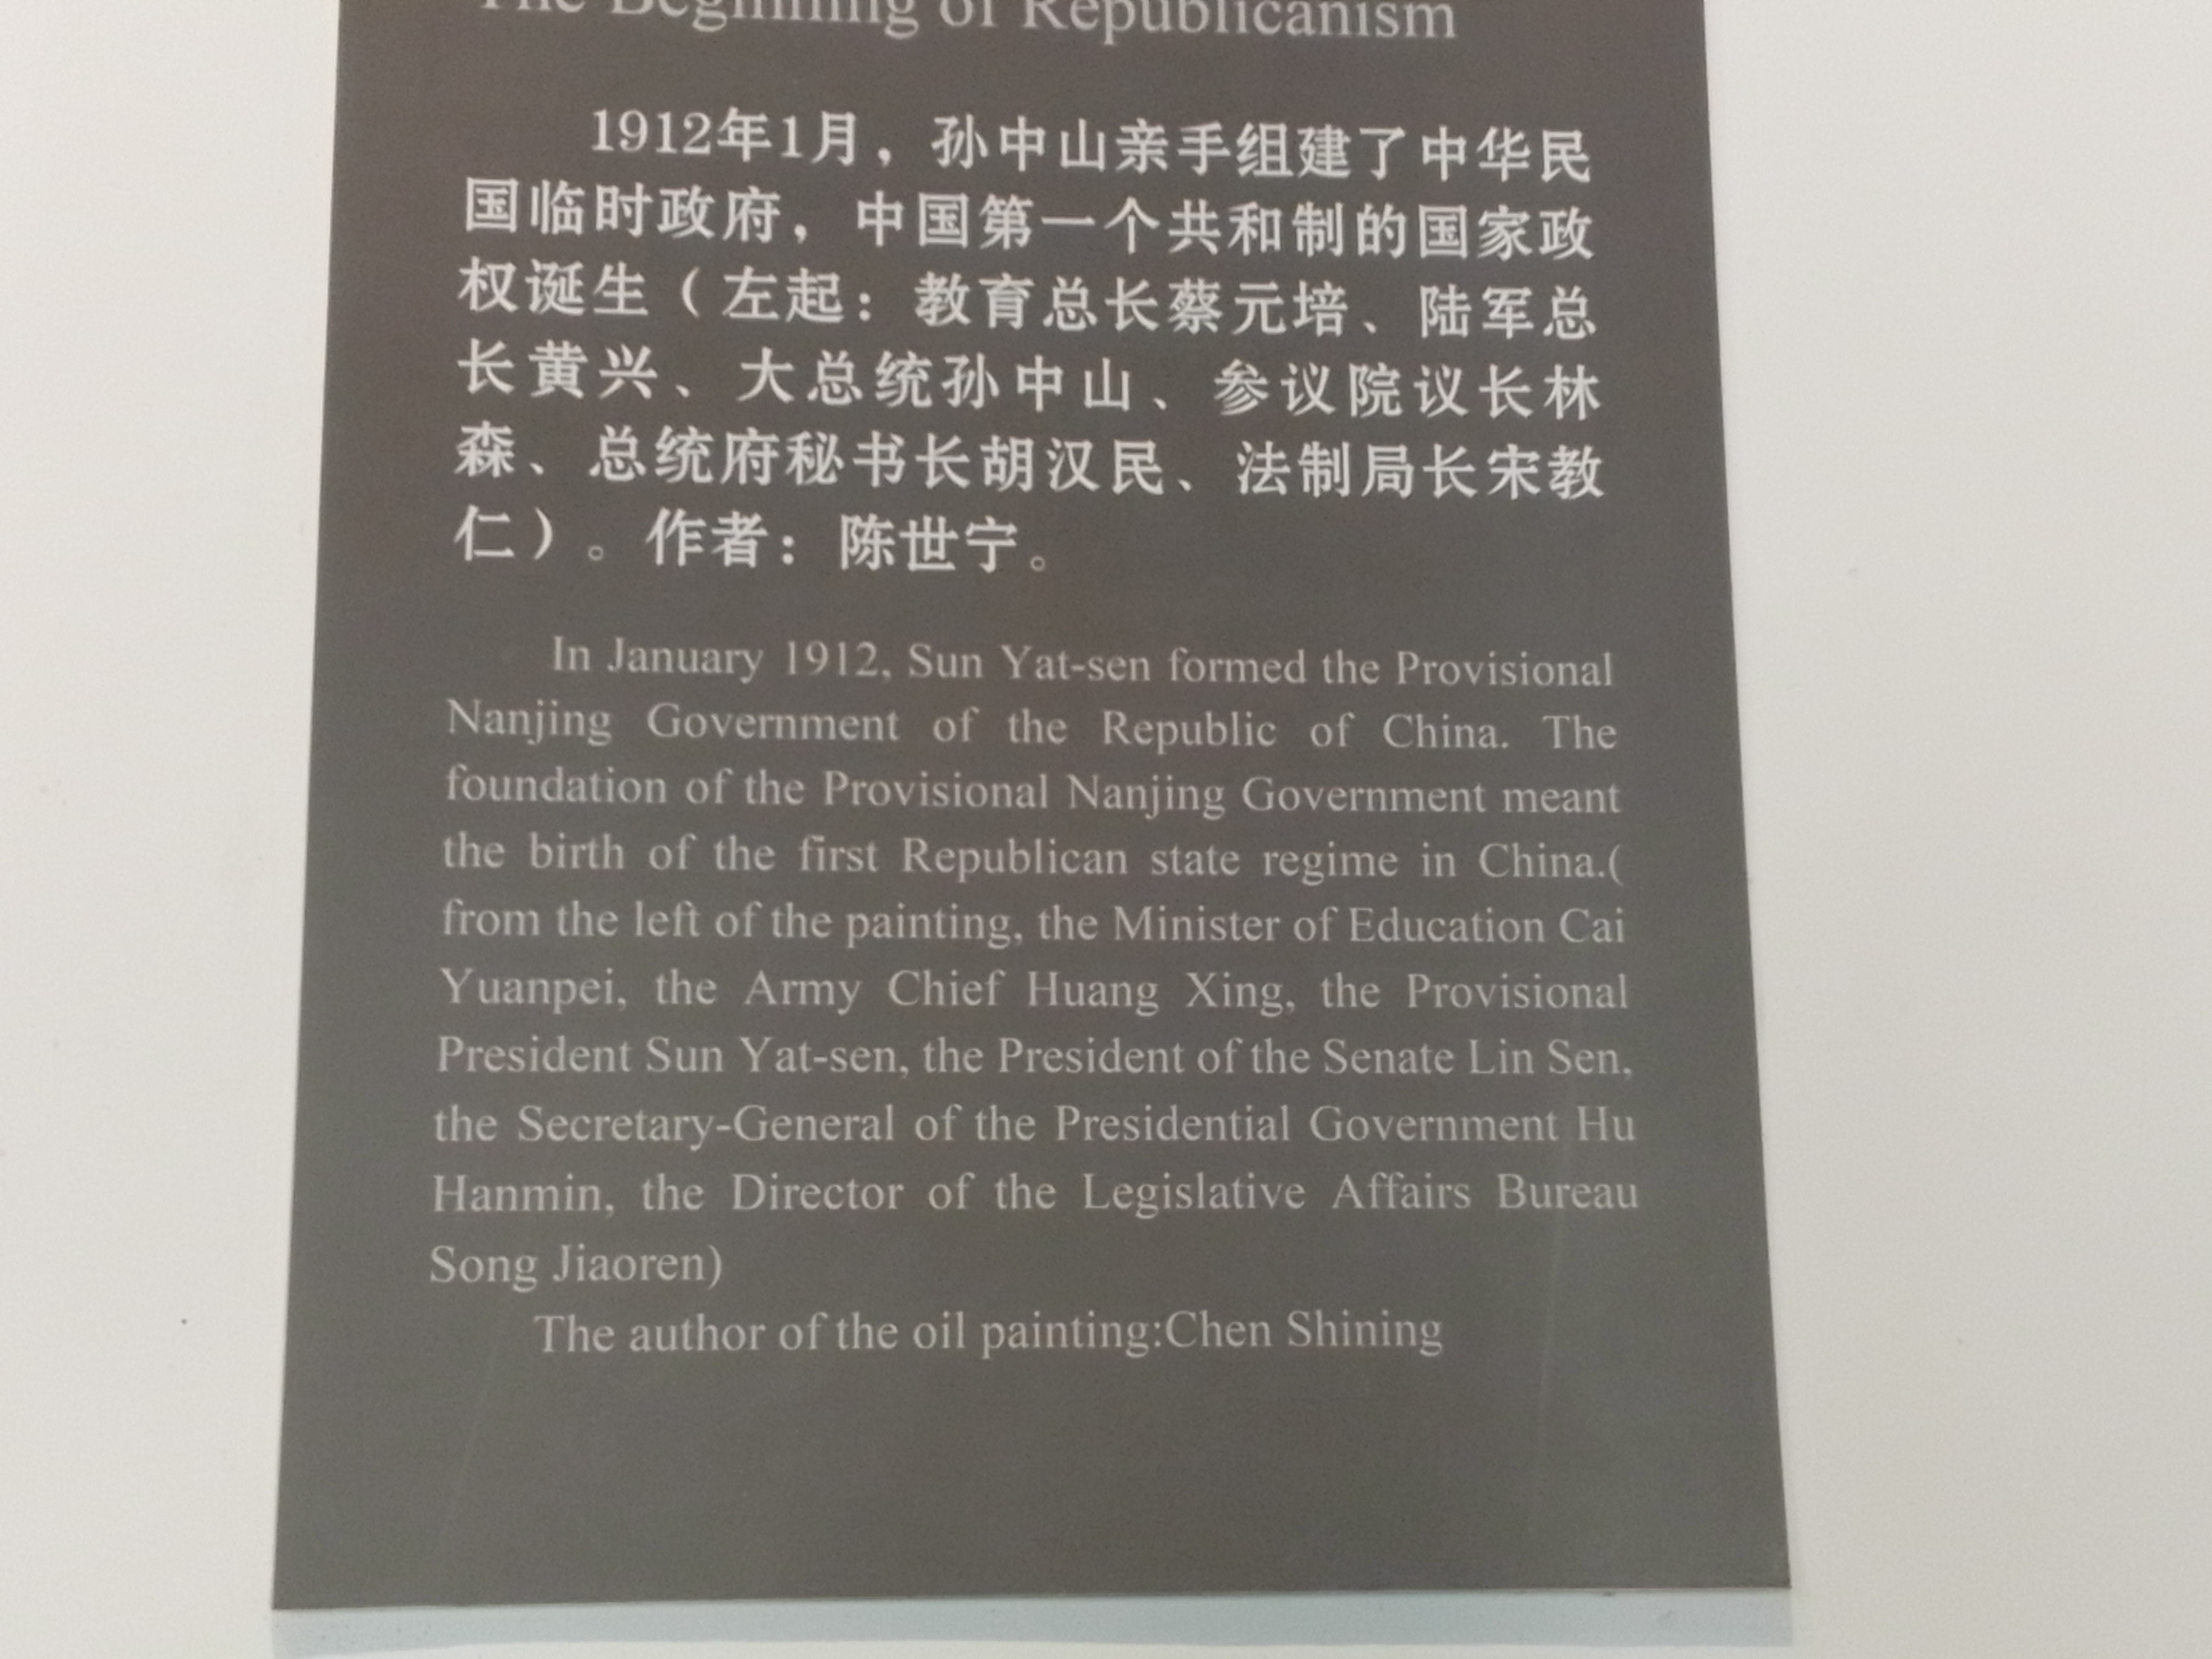 The Beginning of Republicanism
1912年1月，孙中山亲手组建了中华民
国临时政府，中国第一个共和制的国家政
权诞生（左起：教育总长蔡元培、陆军总
长黄兴、大总统孙中山、参议院议长林
森、总统府秘书长胡汉民、法制局长宋教
仁）。作者：陈世宁。
In January 1912, Sun Yat-sen formed the Provisional
Nanjing Government of the Republic of China. The
foundation of the Provisional Nanjing Government meant
the birth of the first Republican state regime in China.(
from the left of the painting, the Minister of Education Cai
Yuanpei, the Army Chief Huang Xing, the Provisional
President Sun Yat-sen, the President of the Senate Lin Sen,
the Secretary-General of the Presidential Government Hu
Hanmin, the Director of the Legislative Affairs Bureau
Song Jiaoren)
The author of the oil painting:Chen Shining